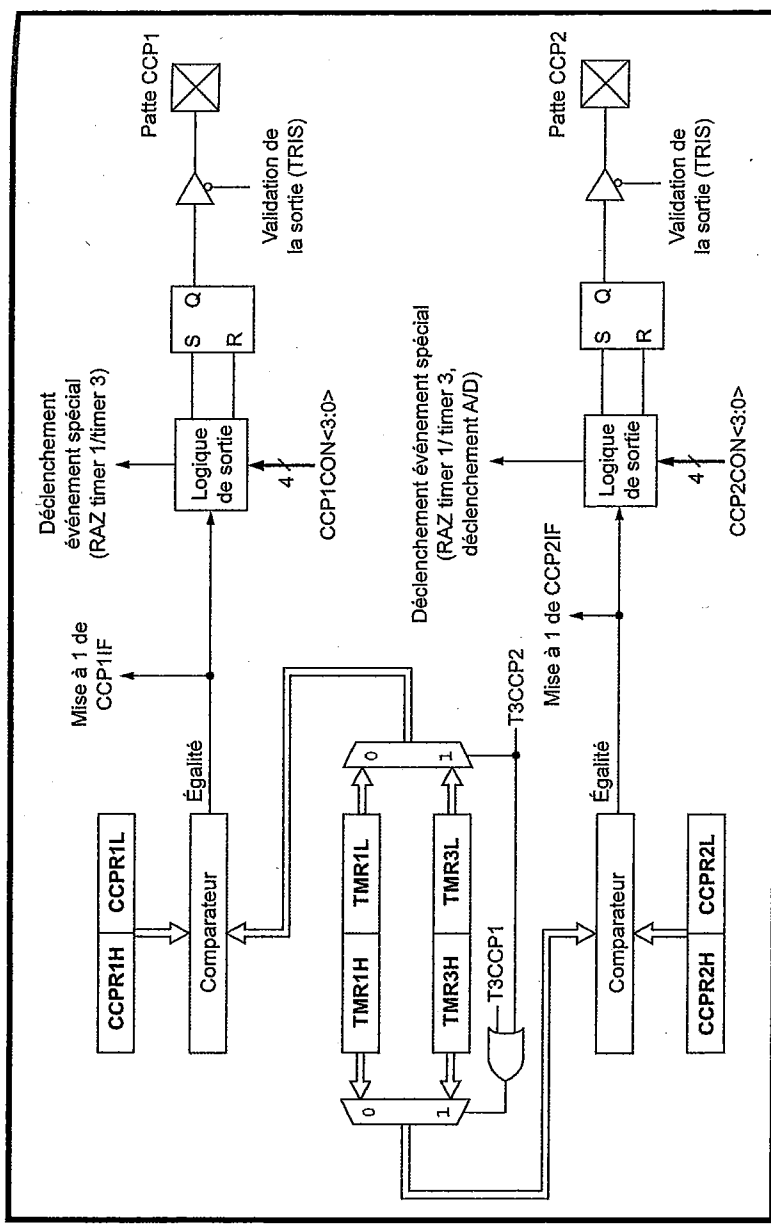 CCPR1H
CCPR1L
Comparateur
Égalité
Mise à 1 de
CCP1IF
Déclenchement
événement spécial
(RAZ timer 1/timer 3)
Logique
de sortie
4
CCP1CON<3:0>
S
R
Q
Validation de
la sortie (TRIS)
Patte CCP1
0
1
TMR1H
TMR1L
TMR3H
TMR3L
0
1
T3CCP1
T3CCP2
Comparateur
CCPR2H
CCPR2L
Égalité
Mise à 1 de CCP2IF
Déclenchement événement spécial
(RAZ timer 1/ timer 3,
déclenchement A/D)
Logique
de sortie
4
CCP2CON<3:0>
S
R
Q
Validation de
la sortie (TRIS)
Patte CCP2